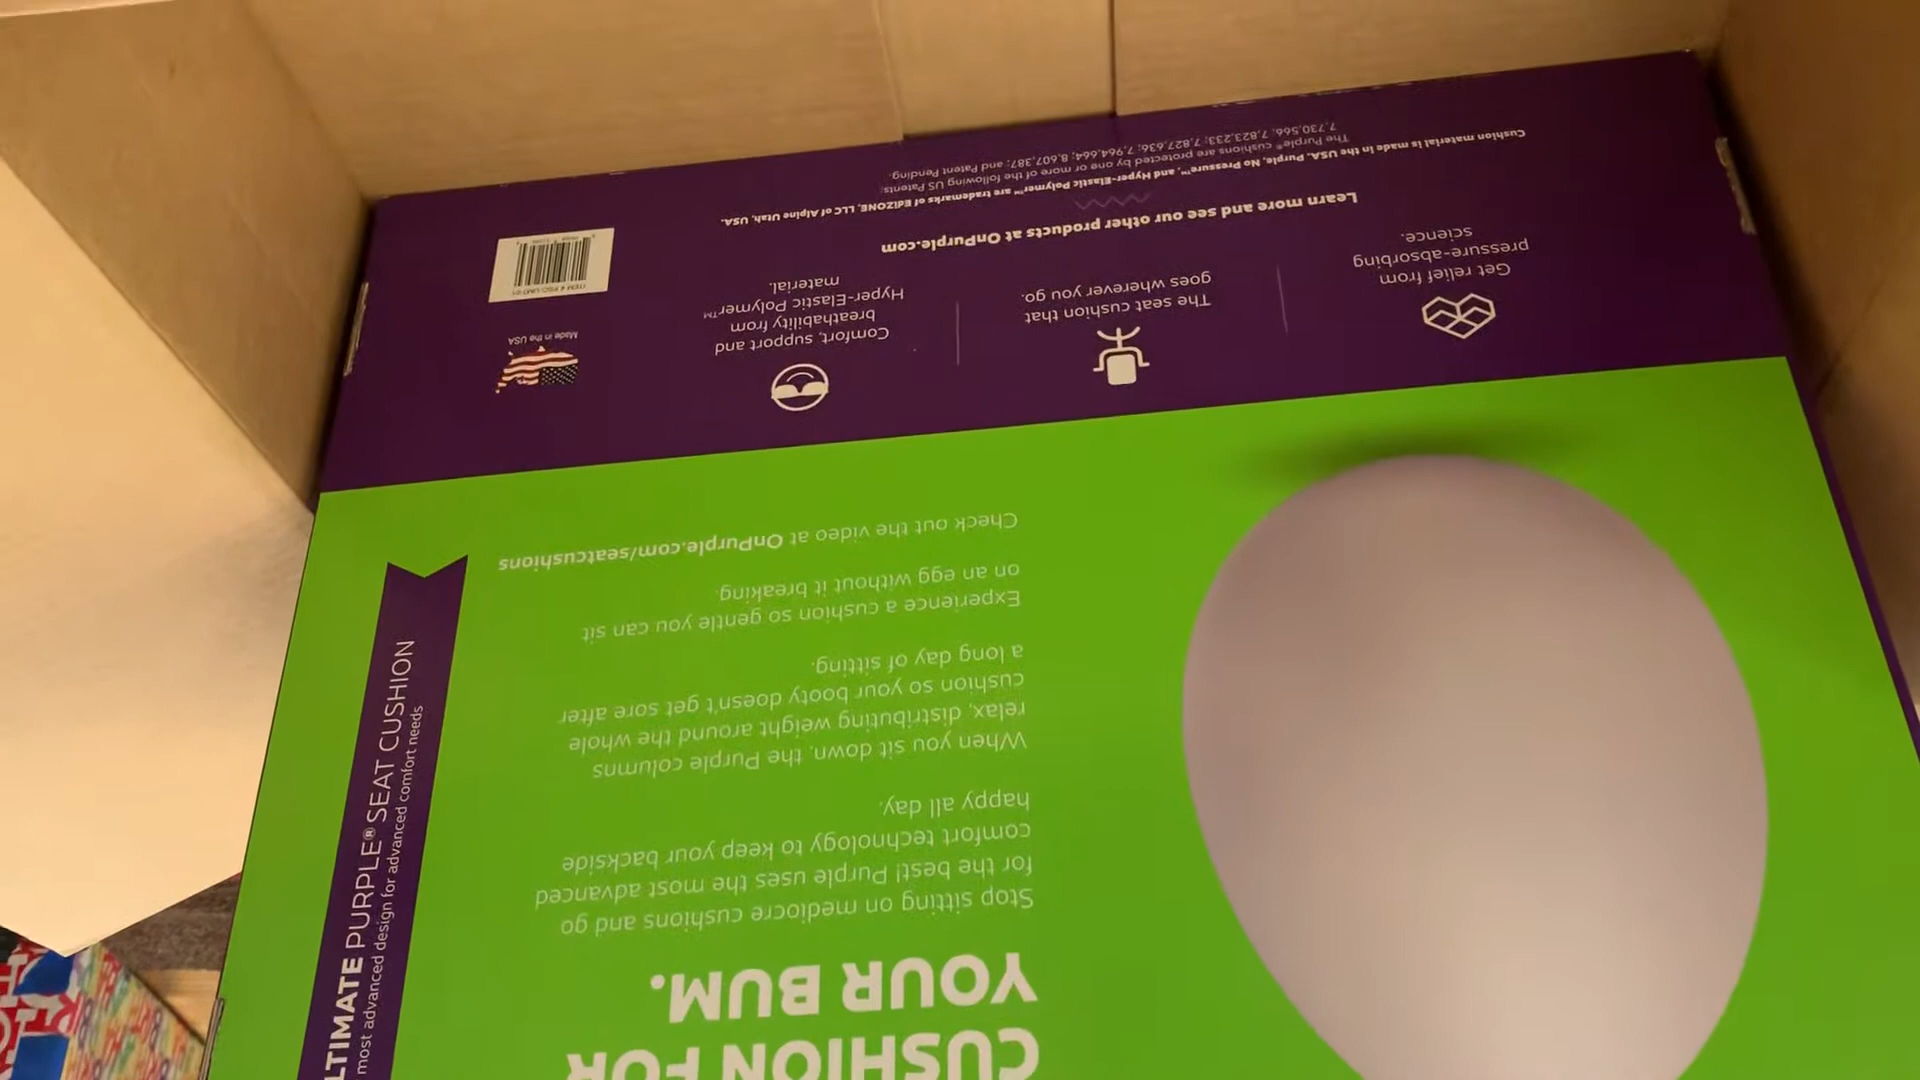 CUSHION FOR
YOUR BUM.
Stop sitting on mediocre cushions and go
for the best! Purple uses the most advanced
comfort technology to keep your backside
happy all day.
When you sit down, the Purple columns
relax, distributing weight around the whole
cushion so your booty doesn't get sore after
a long day of sitting.
Experience a cushion so gentle you can sit
on an egg without it breaking.
Check out the video at OnPurple.com/seatcushions
LTIMATE PURPLE® SEAT CUSHION
most advanced design for advanced comfort needs
Get relief from
pressure-absorbing
science.
The seat cushion that
goes wherever you go.
Comfort, support, and
breathability from
Hyper-Elastic Polymer™
material.
Made in the USA
Learn more and see our other products at OnPurple.com
Cushion material is made in the USA. Purple, No Pressure™, and Hyper-Elastic Polymer™ are trademarks of EdiZONE, LLC of Alpine Utah, USA.
The Purple® cushions are protected by one or more of the following US Patents:
7,730,566; 7,823,233; 7,827,636; 7,964,664; 8,607,387; and Patent Pending.